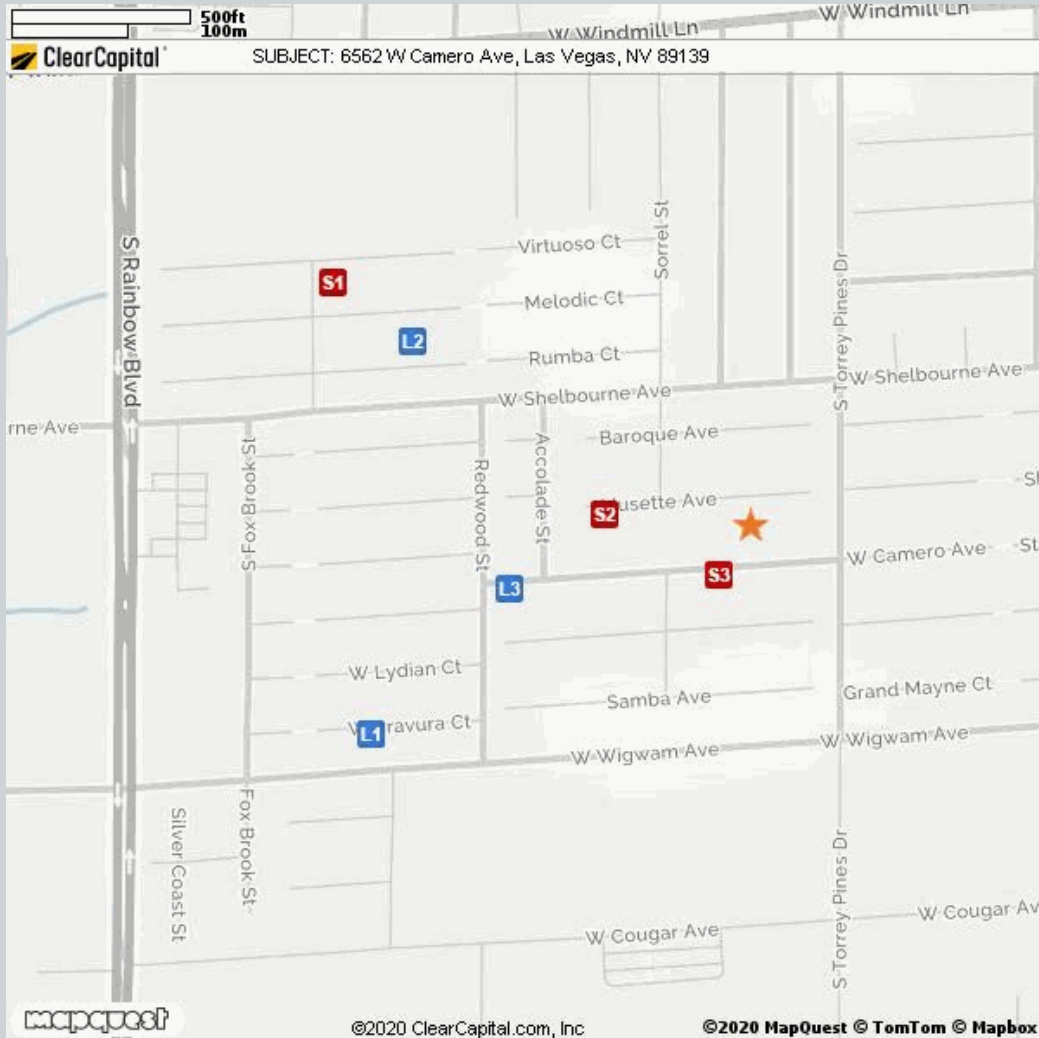 500ft
100m
W Windmill Ln
W Windmill Ln
ClearCapital
SUBJECT: 6562 W Camero Ave, Las Vegas, NV 89139
S Rainbow Blvd
Virtuoso Ct
Sorrel St
S1
Melodic Ct
L2
Rumba Ct
S Torrey Pines Dr
W Shelbourne Ave
W Shelbourne Ave
rne Ave
Baroque Ave
S Fox Brook St
Redwood St
Accolade St
S2
usette Ave
W Camero Ave
St
S3
L3
W Lydian Ct
Samba Ave
Grand Mayne Ct
W
L1
ravura Ct
W Wigwam Ave
W Wigwam Ave
Silver Coast St
Fox Brook St
S Torrey Pines Dr
W Cougar Ave
W Cougar Av
mapquest
©2020 ClearCapital.com, Inc
©2020 MapQuest © TomTom © Mapbox